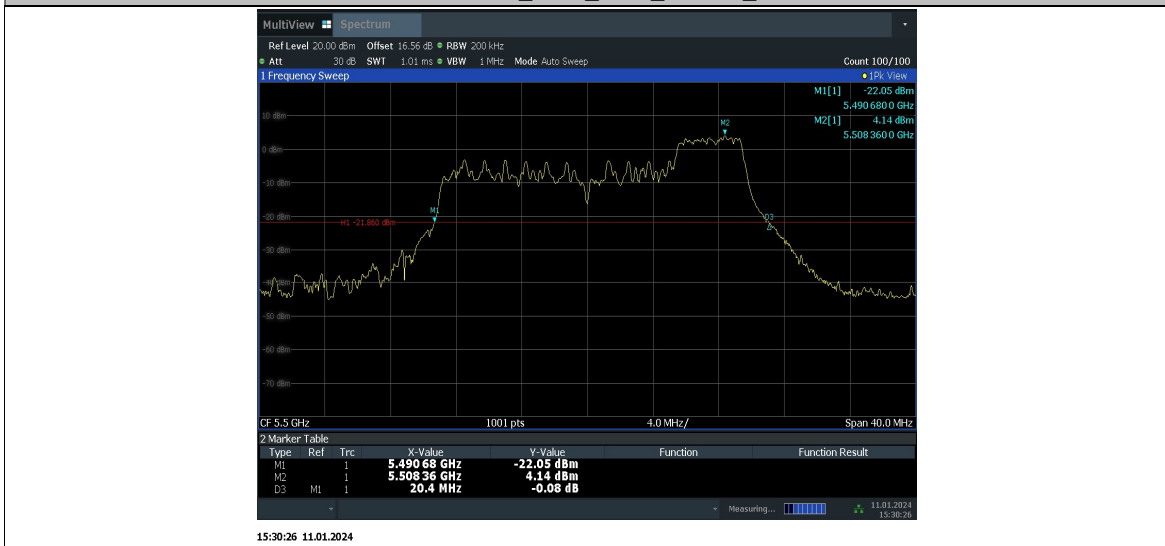 MultiView Spectrum
Ref Level 20.00 dBm Offset 16.56 dB RBW 200 kHz
Att 30 dB SWT 1.01 ms VBW 1 MHz Mode Auto Sweep Count 100/100
1 Frequency Sweep 1Pk View
M1[1] -22.05 dBm
5.490 680 0 GHz
M2[1] 4.14 dBm
5.508 360 0 GHz
10 dBm
M2
0 dBm
-10 dBm
M1
-20 dBm
D3
H1 -21.860 dBm
-30 dBm
-40 dBm
-50 dBm
-60 dBm
-70 dBm
CF 5.5 GHz 1001 pts 4.0 MHz/ Span 40.0 MHz
2 Marker Table
Type Ref Trc X-Value Y-Value Function Function Result
M1 1 5.490 68 GHz -22.05 dBm
M2 1 5.508 36 GHz 4.14 dBm
D3 M1 1 20.4 MHz -0.08 dB
Measuring... 11.01.2024
15:30:26
15:30:26 11.01.2024